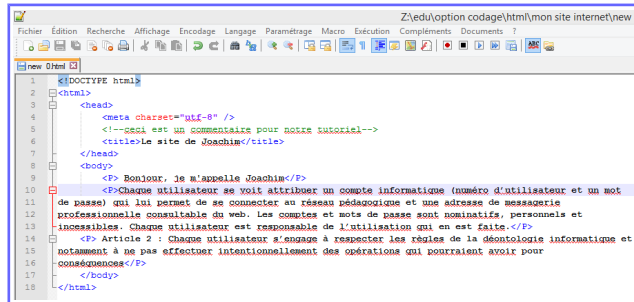 Z:\edu\option codage\html\mon site internet\new
Fichier Édition Recherche Affichage Encodage Langage Paramétrage Macro Exécution Compléments Documents ?
new 0.html
1 <!DOCTYPE html>
2 <html>
3 <head>
4 <meta charset="utf-8" />
5 <!--ceci est un commentaire pour notre tutoriel-->
6 <title>Le site de Joachim</title>
7 </head>
8 <body>
9 <P> Bonjour, je m'appelle Joachim</P>
10 <P>Chaque utilisateur se voit attribuer un compte informatique (numéro d'utilisateur et un mot
11 de passe) qui lui permet de se connecter au réseau pédagogique et une adresse de messagerie
12 professionnelle consultable du web. Les comptes et mots de passe sont nominatifs, personnels et
13 incessibles. Chaque utilisateur est responsable de l'utilisation qui en est faite.</P>
14 <P> Article 2 : Chaque utilisateur s'engage à respecter les règles de la déontologie informatique et
15 notamment à ne pas effectuer intentionnellement des opérations qui pourraient avoir pour
16 conséquences</P>
17 </body>
18 </html>